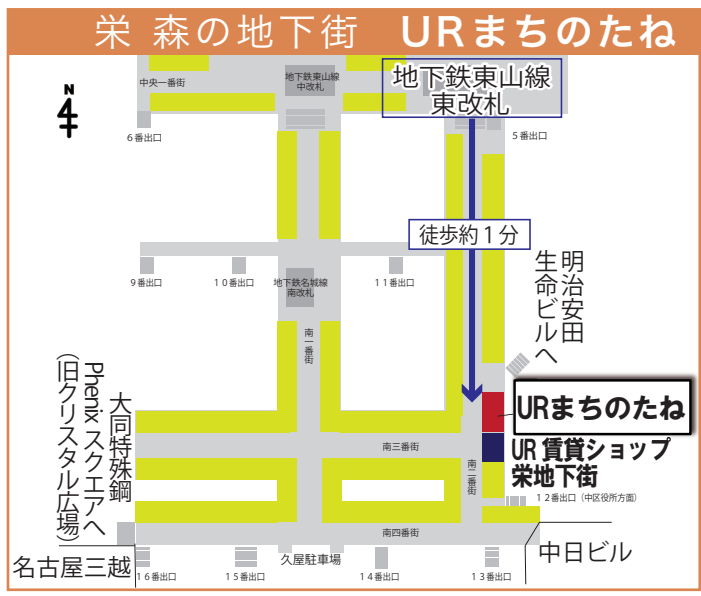 栄 森の地下街 URまちのたね
N
中央一番街
地下鉄東山線
中改札
地下鉄東山線
東改札
6番出口
5番出口
徒歩約1分
9番出口
10番出口
地下鉄名城線
南改札
11番出口
明治安田
生命ビルへ
南一番街
大同特殊鋼
Phenixスクエアへ
(旧クリスタル広場)
URまちのたね
南三番街
UR賃貸ショップ
栄地下街
南二番街
12番出口(中区役所方面)
南四番街
名古屋三越
久屋駐車場
中日ビル
16番出口
15番出口
14番出口
13番出口